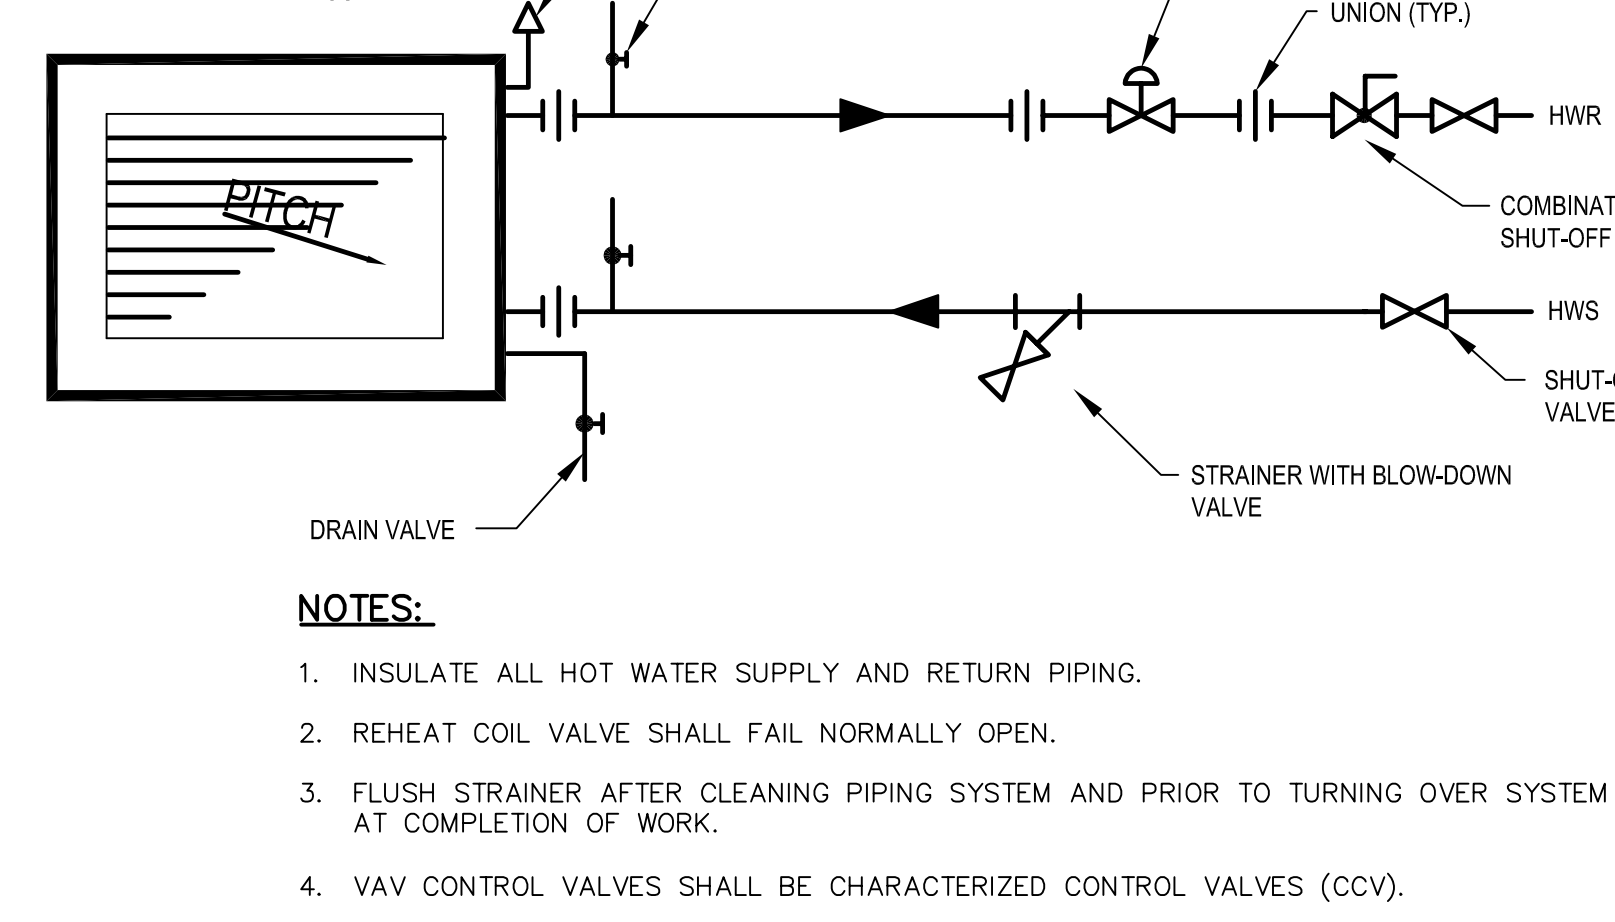 UNION (TYP.)
HWR
PITCH
SHUT-OFF
HWS
VALVE
STRAINER WITH BLOW-DOWN
VALVE
DRAIN VALVE
NOTES:
1. INSULATE ALL HOT WATER SUPPLY AND RETURN PIPING.
2. REHEAT COIL VALVE SHALL FAIL NORMALLY OPEN.
3. FLUSH STRAINER AFTER CLEANING PIPING SYSTEM AND PRIOR TO TURNING OVER SYSTEM
AT COMPLETION OF WORK.
4. VAV CONTROL VALVES SHALL BE CHARACTERIZED CONTROL VALVES (CCV).